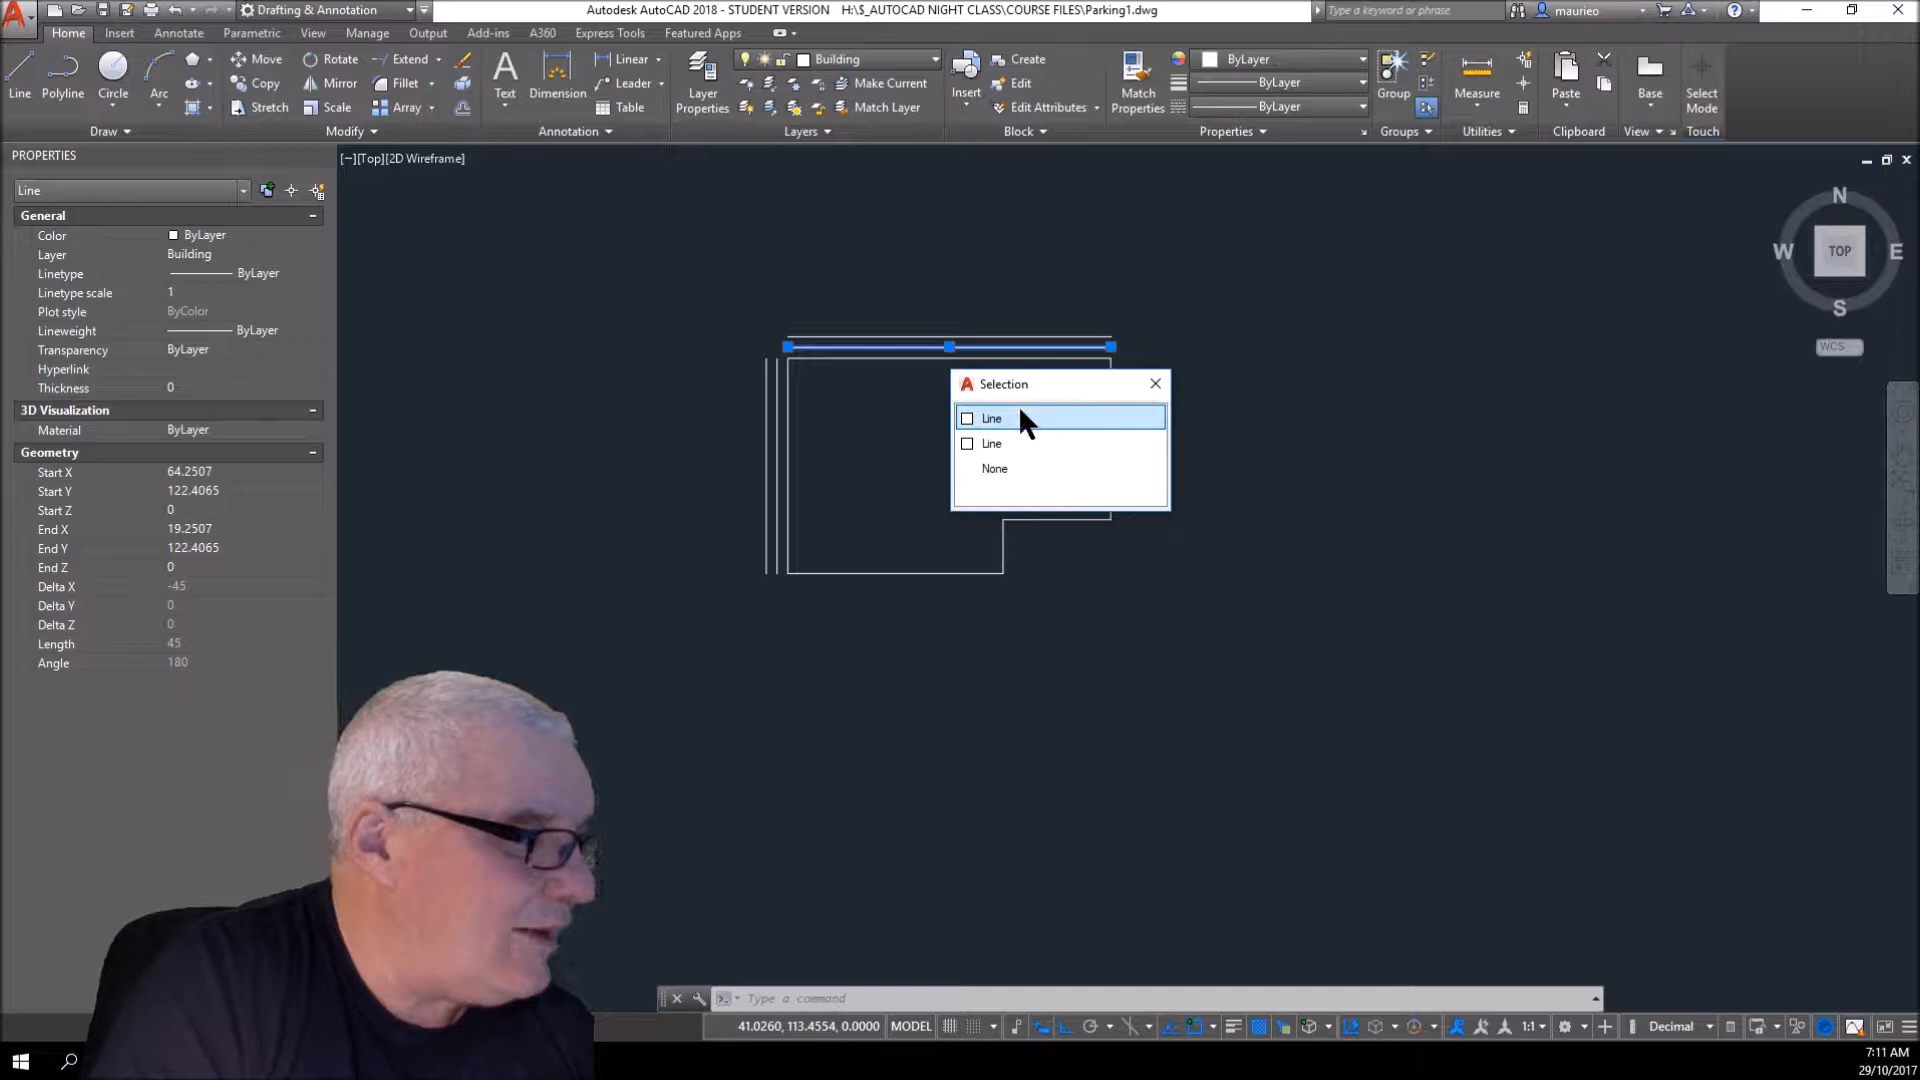 Drafting & Annotation
Autodesk AutoCAD 2018 - STUDENT VERSION H:\$_AUTOCAD NIGHT CLASS\COURSE FILES\Parking1.dwg
Type a keyword or phrase
maurieo
Home Insert Annotate Parametric View Manage Output Add-ins A360 Express Tools Featured Apps
Line Polyline Circle Arc
Draw
Move Rotate Extend
Copy Mirror Fillet
Stretch Scale Array
Modify
Text Dimension
Linear
Leader
Table
Annotation
Layer Properties
Building
Make Current
Match Layer
Layers
Insert
Create
Edit
Edit Attributes
Block
Match Properties
ByLayer
ByLayer
ByLayer
Properties
Group
Groups
Measure
Utilities
Paste
Clipboard
Base
View
Select Mode
Touch
PROPERTIES
[−][Top][2D Wireframe]
Line
General
Color ByLayer
Layer Building
Linetype ByLayer
Linetype scale 1
Plot style ByColor
Lineweight ByLayer
Transparency ByLayer
Hyperlink
Thickness 0
3D Visualization
Material ByLayer
Geometry
Start X 64.2507
Start Y 122.4065
Start Z 0
End X 19.2507
End Y 122.4065
End Z 0
Delta X -45
Delta Y 0
Delta Z 0
Length 45
Angle 180
N
W TOP E
S
WCS
Selection
Line
Line
None
Type a command
41.0260, 113.4554, 0.0000 MODEL 1:1 Decimal
7:11 AM
29/10/2017